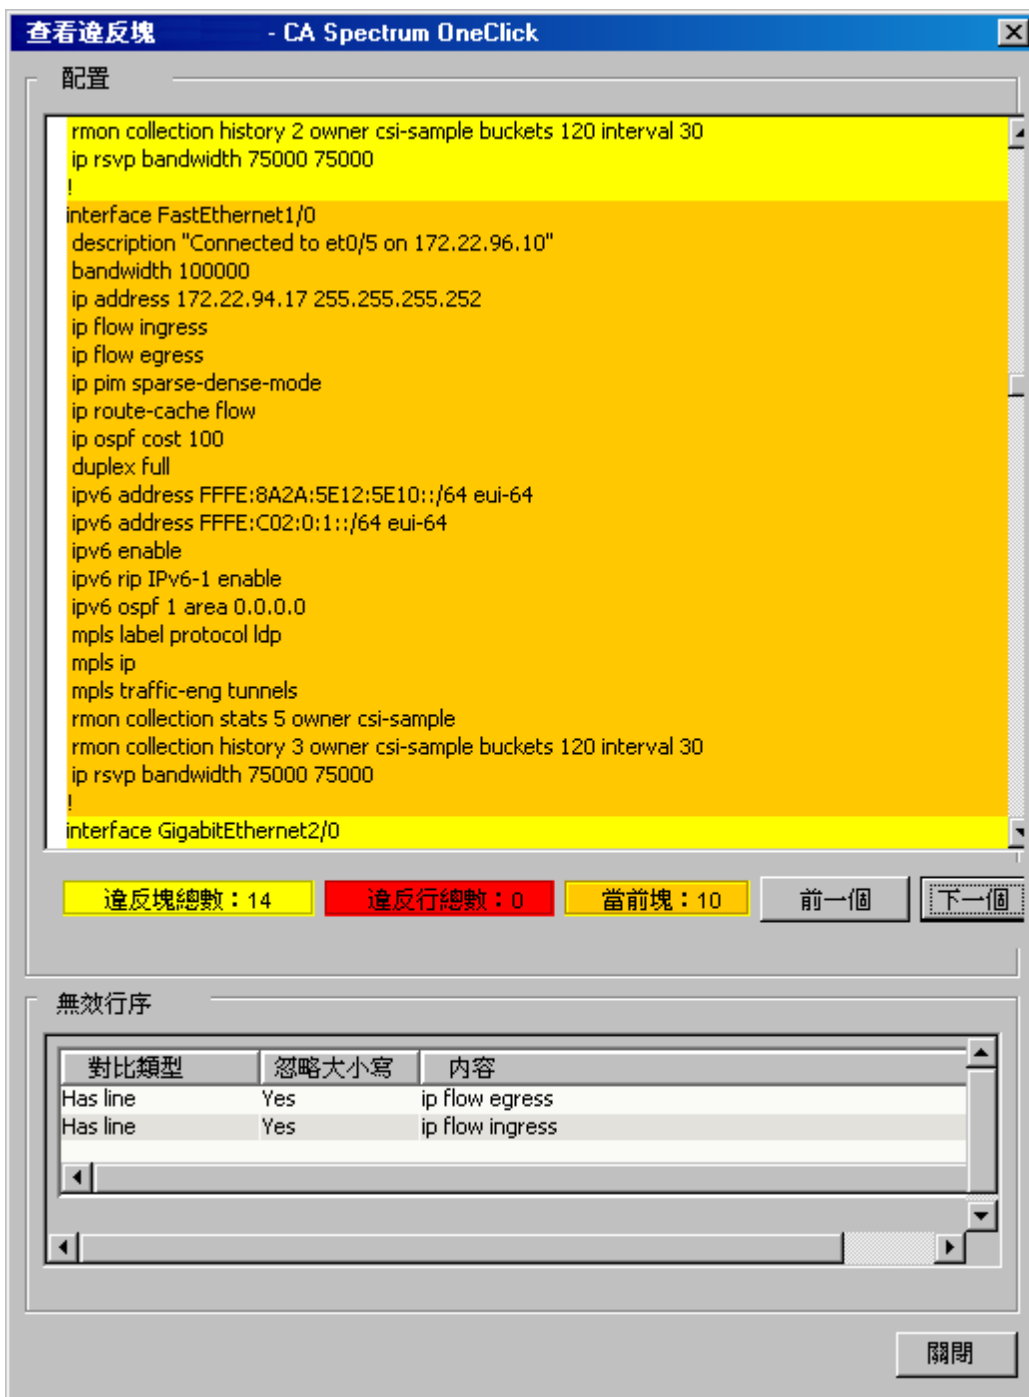 查看違反塊 - CA Spectrum OneClick
配置
rmon collection history 2 owner csi-sample buckets 120 interval 30
ip rsvp bandwidth 75000 75000
!
interface FastEthernet1/0
description "Connected to et0/5 on 172.22.96.10"
bandwidth 100000
ip address 172.22.94.17 255.255.255.252
ip flow ingress
ip flow egress
ip pim sparse-dense-mode
ip route-cache flow
ip ospf cost 100
duplex full
ipv6 address FFFE:8A2A:5E12:5E10::/64 eui-64
ipv6 address FFFE:C02:0:1::/64 eui-64
ipv6 enable
ipv6 rip IPv6-1 enable
ipv6 ospf 1 area 0.0.0.0
mpls label protocol ldp
mpls ip
mpls traffic-eng tunnels
rmon collection stats 5 owner csi-sample
rmon collection history 3 owner csi-sample buckets 120 interval 30
ip rsvp bandwidth 75000 75000
!
interface GigabitEthernet2/0
違反塊總數：14 違反行總數：0 當前塊：10 前一個 下一個
無效行序
對比類型 忽略大小寫 內容
Has line Yes ip flow egress
Has line Yes ip flow ingress
關閉